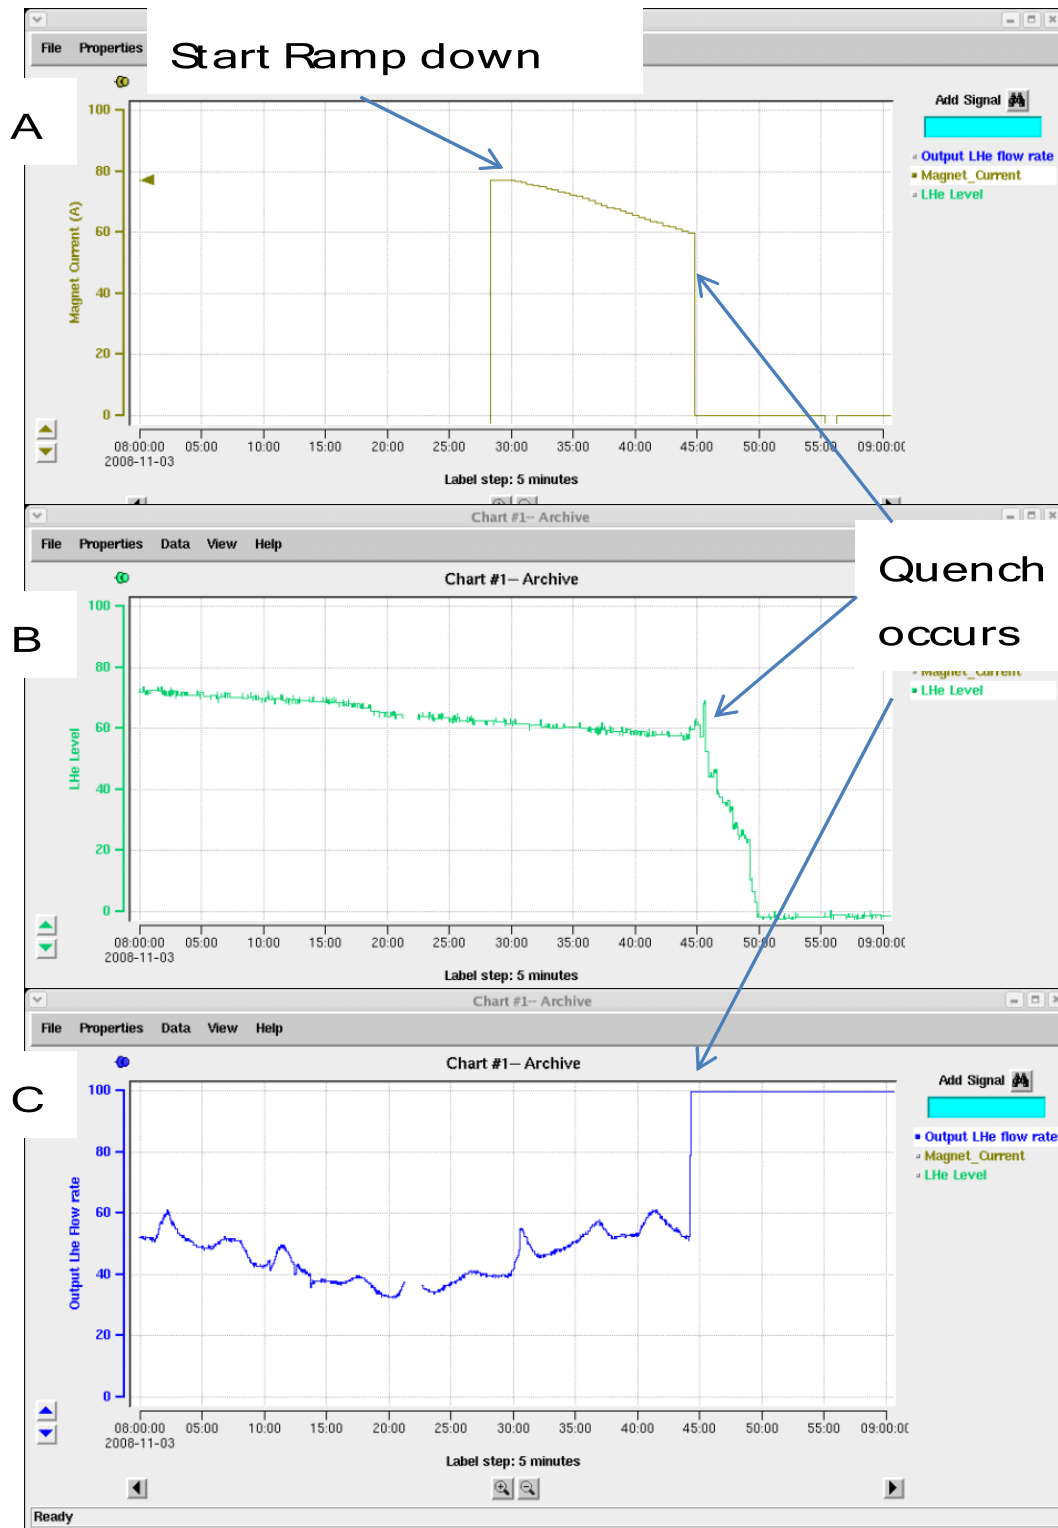 Start Ramp down
File Properties
A
Add Signal
Output LHe flow rate
Magnet_Current
LHe Level
Magnet Current (A)
100
80
60
40
20
0
08:00:00 05:00 10:00 15:00 20:00 25:00 30:00 35:00 40:00 45:00 50:00 55:00 09:00:00
2008-11-03
Label step: 5 minutes
Chart #1-- Archive
File Properties Data View Help
Chart #1-- Archive
Quench
occurs
B
Magnet_Current
LHe Level
LHe Level
100
80
60
40
20
0
08:00:00 05:00 10:00 15:00 20:00 25:00 30:00 35:00 40:00 45:00 50:00 55:00 09:00:00
2008-11-03
Label step: 5 minutes
Chart #1-- Archive
File Properties Data View Help
Chart #1-- Archive
C
Add Signal
Output LHe flow rate
Magnet_Current
LHe Level
Output Lhe Flow rate
100
80
60
40
20
0
08:00:00 05:00 10:00 15:00 20:00 25:00 30:00 35:00 40:00 45:00 50:00 55:00 09:00:00
2008-11-03
Label step: 5 minutes
Ready